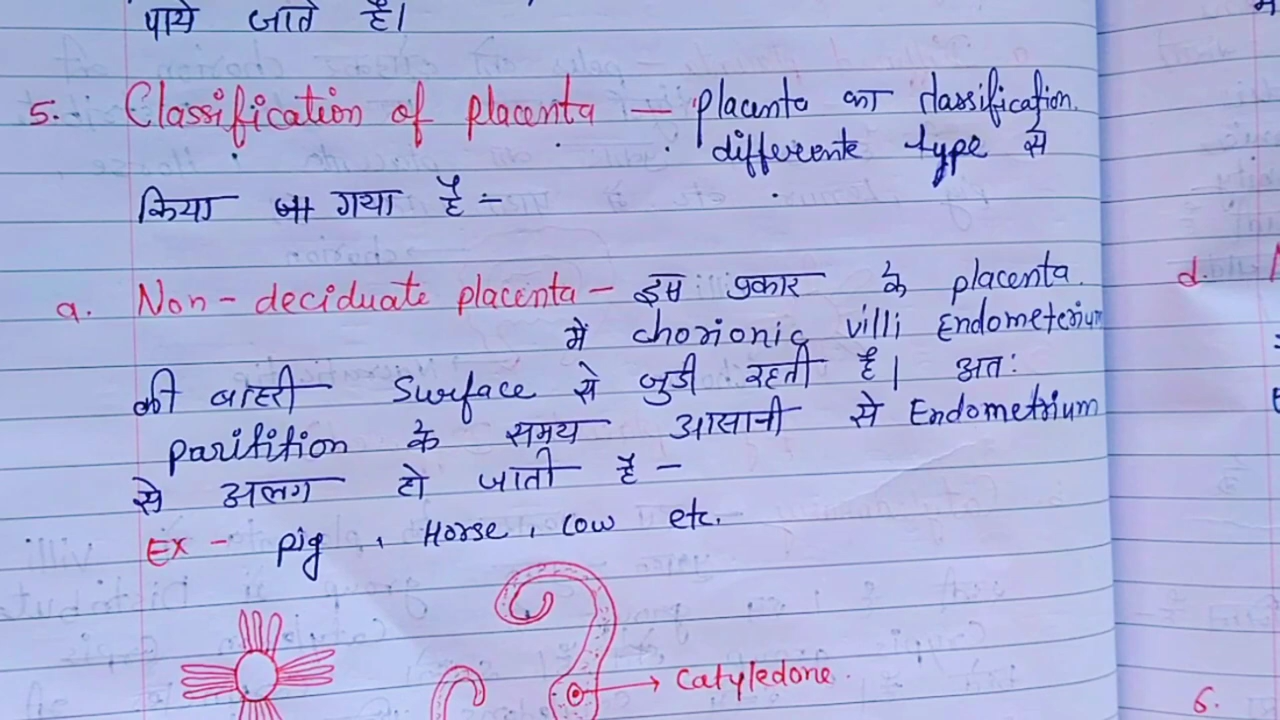 पाये जाते है।
5. Classification of placenta — placenta का classification
differente type से
किया जा गया है -
a. Non-deciduate placenta - इस प्रकार के placenta
में chorionic villi Endometerium
की बाहरी Surface से जुडी रहती है। अतः
paritition के समय आसानी से Endometrium
से अलग हो जाती है -
Ex - pig, Horse, Cow etc.
Catyledone
d.
6.